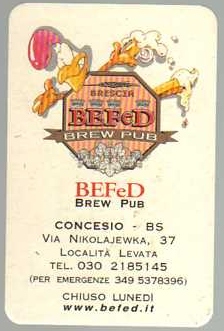 BRESCIA
BEFeD
BREW PUB
BEFeD
BREW PUB
CONCESIO - BS
VIA NIKOLAJEWKA, 37
LOCALITÀ LEVATA
TEL. 030 2185145
(PER EMERGENZE 349 5378396)
CHIUSO LUNEDÌ
www.befed.it